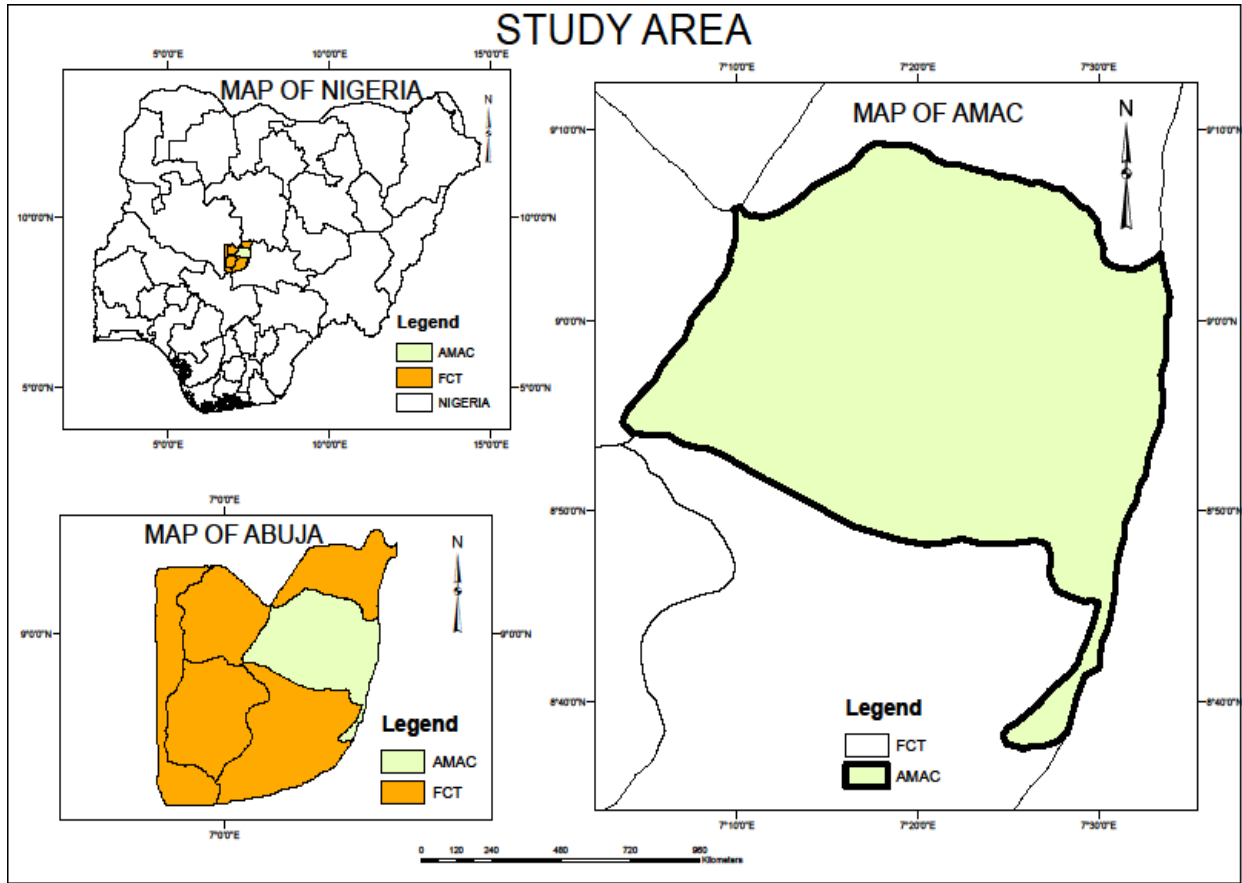 STUDY AREA
5°0'0"E 10°0'0"E 15°0'0"E
MAP OF NIGERIA
N
10°0'0"N 10°0'0"N
Legend
AMAC
FCT
NIGERIA
5°0'0"N 5°0'0"N
5°0'0"E 10°0'0"E 15°0'0"E
7°0'0"E
MAP OF ABUJA
N
9°0'0"N 9°0'0"N
Legend
AMAC
FCT
7°0'0"E
7°10'0"E 7°20'0"E 7°30'0"E
MAP OF AMAC
N
9°10'0"N 9°10'0"N
9°0'0"N 9°0'0"N
8°50'0"N 8°50'0"N
8°40'0"N 8°40'0"N
Legend
FCT
AMAC
7°10'0"E 7°20'0"E 7°30'0"E
0 120 240 480 720 960
Kilometers